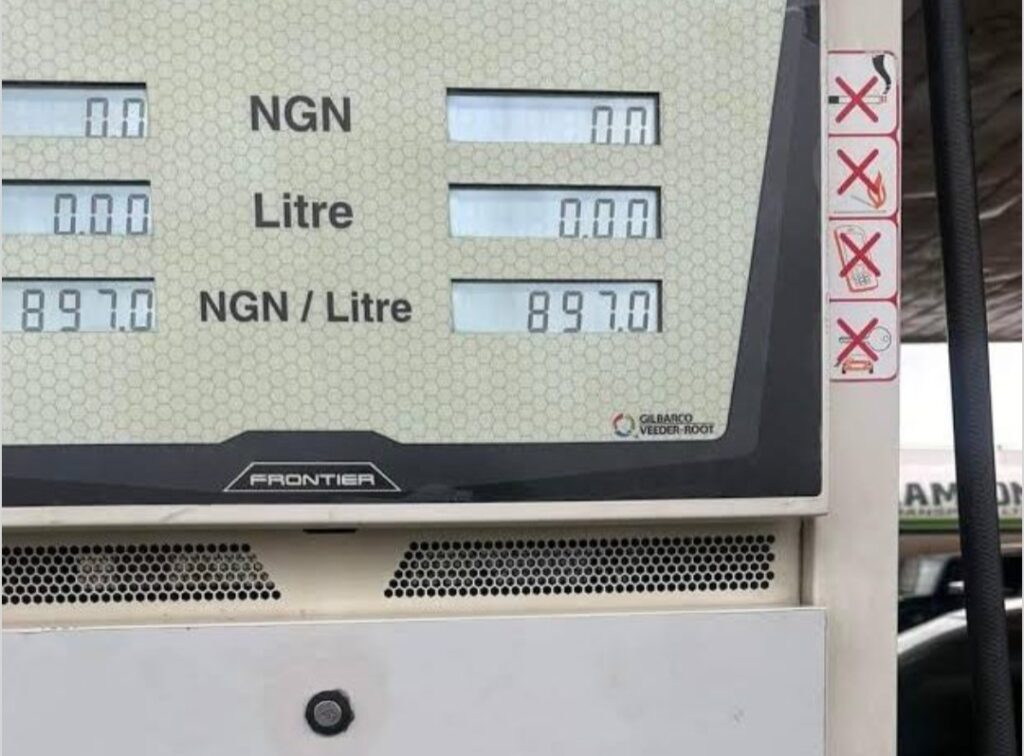 0.0 NGN 0.0
0.00 Litre 0.00
897.0 NGN / Litre 897.0
GILBARCO
VEEDER-ROOT
FRONTIER